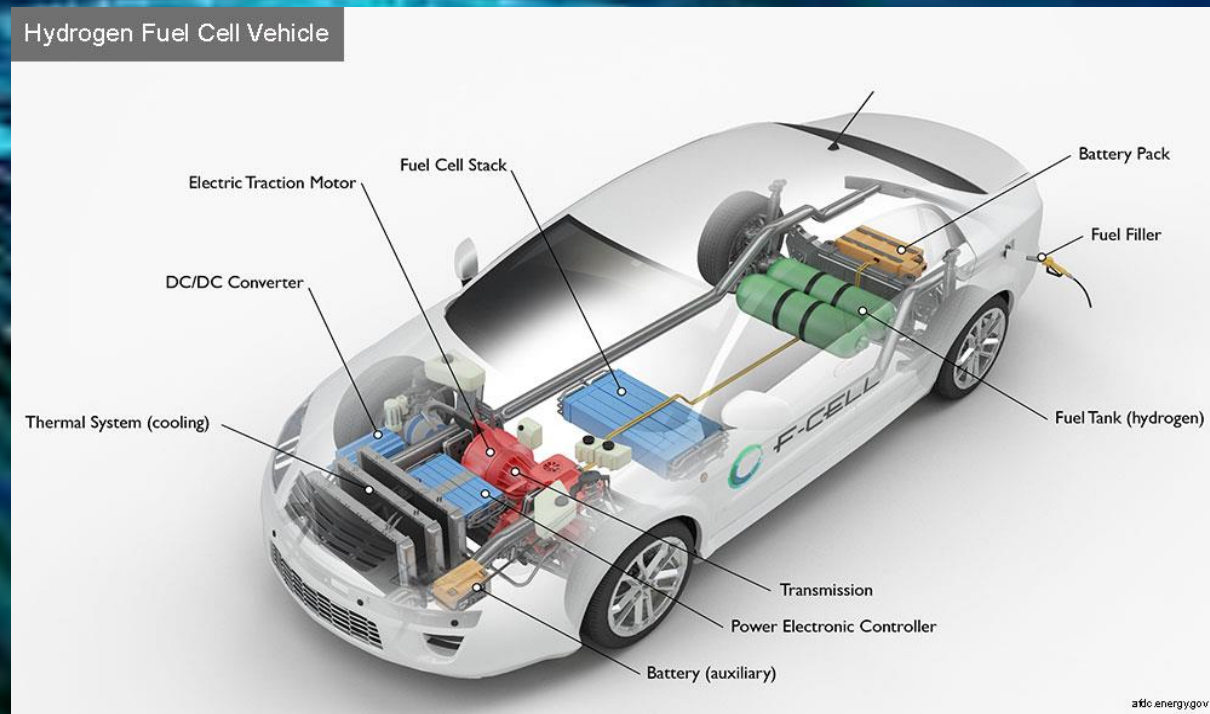 Hydrogen Fuel Cell Vehicle
Battery Pack
Fuel Cell Stack
Electric Traction Motor
Fuel Filler
DC/DC Converter
F-CELL
Fuel Tank (hydrogen)
Thermal System (cooling)
Transmission
Power Electronic Controller
Battery (auxiliary)
afdc.energy.gov